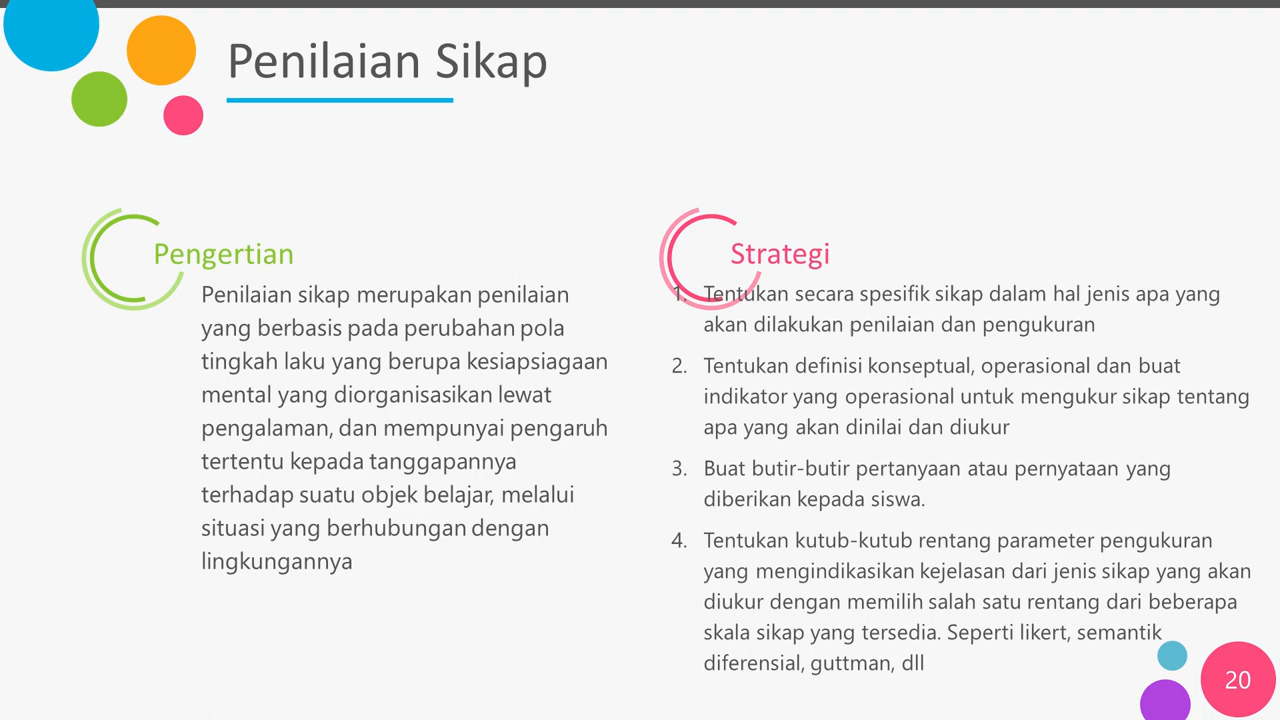 Penilaian Sikap
Pengertian
Penilaian sikap merupakan penilaian
yang berbasis pada perubahan pola
tingkah laku yang berupa kesiapsiagaan
mental yang diorganisasikan lewat
pengalaman, dan mempunyai pengaruh
tertentu kepada tanggapannya
terhadap suatu objek belajar, melalui
situasi yang berhubungan dengan
lingkungannya
Strategi
1. Tentukan secara spesifik sikap dalam hal jenis apa yang
akan dilakukan penilaian dan pengukuran
2. Tentukan definisi konseptual, operasional dan buat
indikator yang operasional untuk mengukur sikap tentang
apa yang akan dinilai dan diukur
3. Buat butir-butir pertanyaan atau pernyataan yang
diberikan kepada siswa.
4. Tentukan kutub-kutub rentang parameter pengukuran
yang mengindikasikan kejelasan dari jenis sikap yang akan
diukur dengan memilih salah satu rentang dari beberapa
skala sikap yang tersedia. Seperti likert, semantik
diferensial, guttman, dll
20